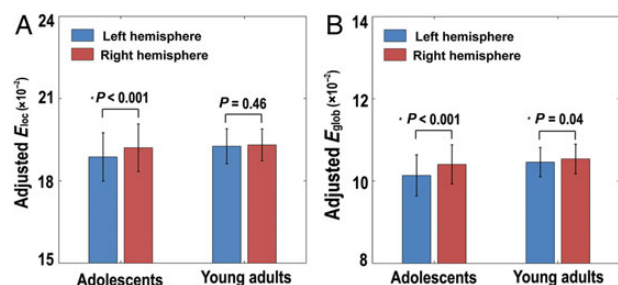 A
Adjusted Eloc (×10⁻²)
24
21
18
15
Left hemisphere
Right hemisphere
* P < 0.001
P = 0.46
Adolescents
Young adults
B
Adjusted Eglob (×10⁻²)
14
12
10
8
Left hemisphere
Right hemisphere
* P < 0.001
* P = 0.04
Adolescents
Young adults